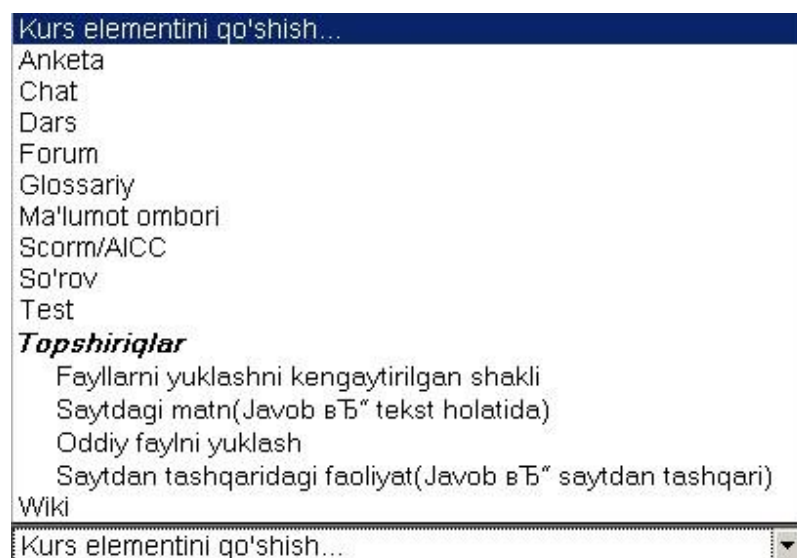 Kurs elementini qo'shish...
Anketa
Chat
Dars
Forum
Glossariy
Ma'lumot ombori
Scorm/AICC
So'rov
Test
Topshiriqlar
Fayllarni yuklashni kengaytirilgan shakli
Saytdagi matn(Javob вЂ“ tekst holatida)
Oddiy faylni yuklash
Saytdan tashqaridagi faoliyat(Javob вЂ“ saytdan tashqari)
Wiki
Kurs elementini qo'shish...